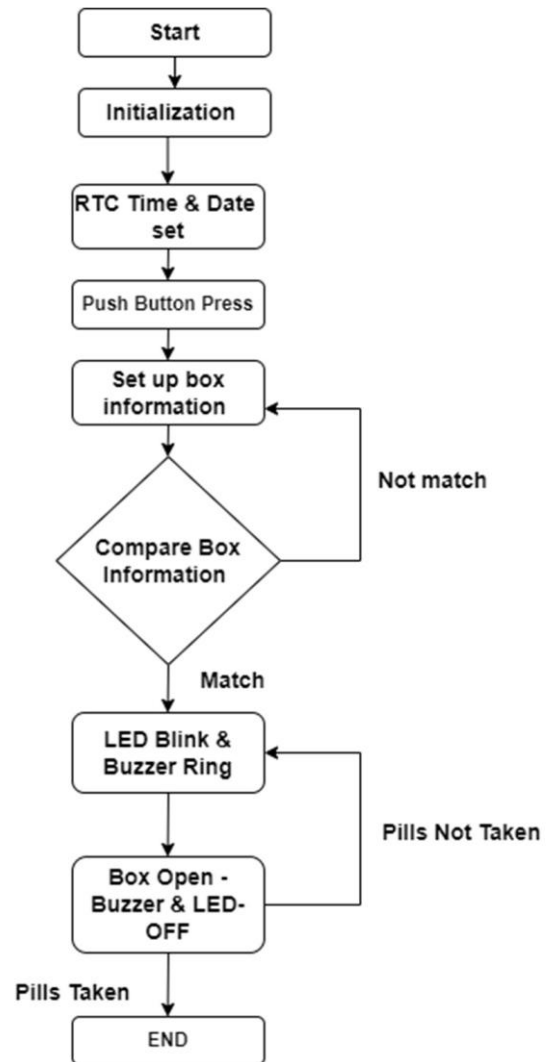 Start
Initialization
RTC Time & Date
set
Push Button Press
Set up box
information
Not match
Compare Box
Information
Match
LED Blink &
Buzzer Ring
Pills Not Taken
Box Open -
Buzzer & LED-
OFF
Pills Taken
END